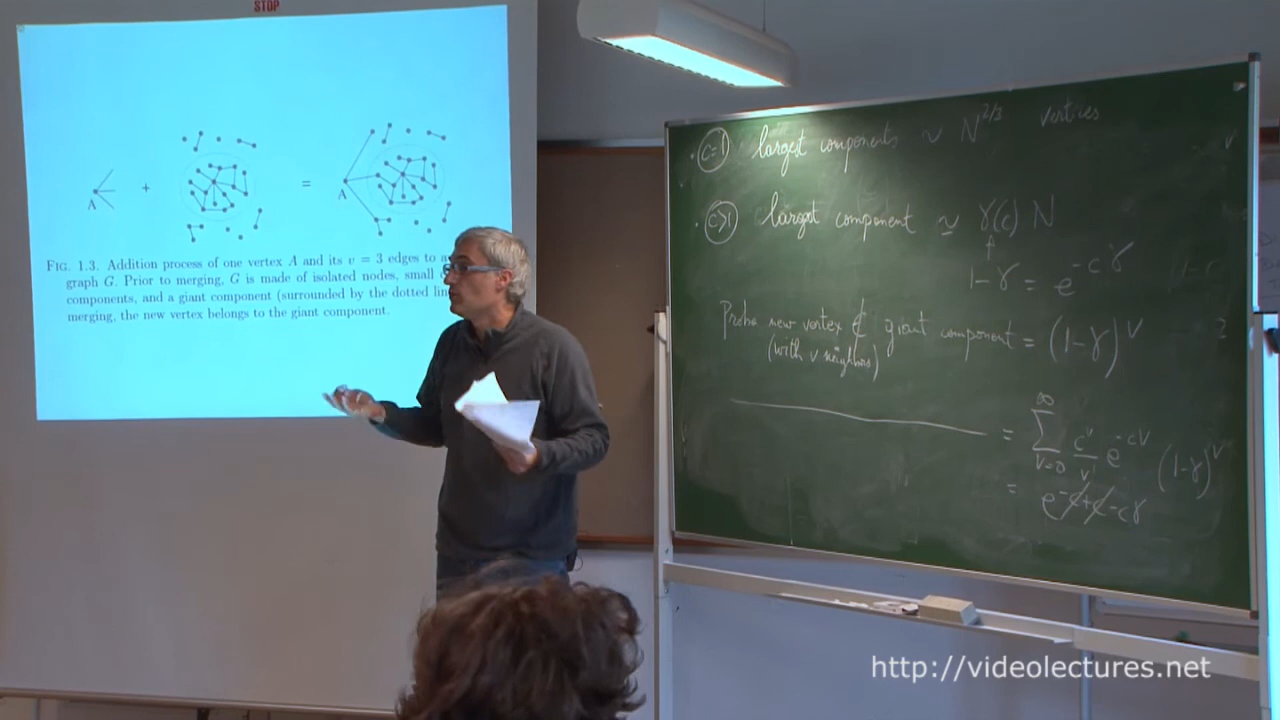 STOP
A
+
=
A
FIG. 1.3. Addition process of one vertex A and its v = 3 edges to a
graph G. Prior to merging, G is made of isolated nodes, small
components, and a giant component (surrounded by the dotted lin
merging, the new vertex belongs to the giant component.
· (c=1) largest components ~ N^{2/3} vertices
· (c>1) largest component ≃ γ(c) N
↑
1-γ = e^{-cγ}
Proba new vertex ∉ giant component = (1-γ)^v
(with v neighbors)
= ∑_{v=0}^{∞} c^v/v! e^{-cv} (1-γ)^v
= e^{-c+c-cγ}
http://videolectures.net